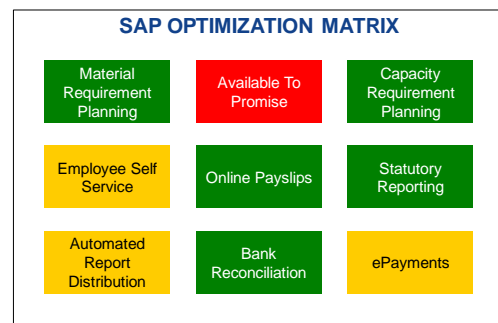 SAP OPTIMIZATION MATRIX
Material
Requirement
Planning
Available To
Promise
Capacity
Requirement
Planning
Employee Self
Service
Online Payslips
Statutory
Reporting
Automated
Report
Distribution
Bank
Reconciliation
ePayments